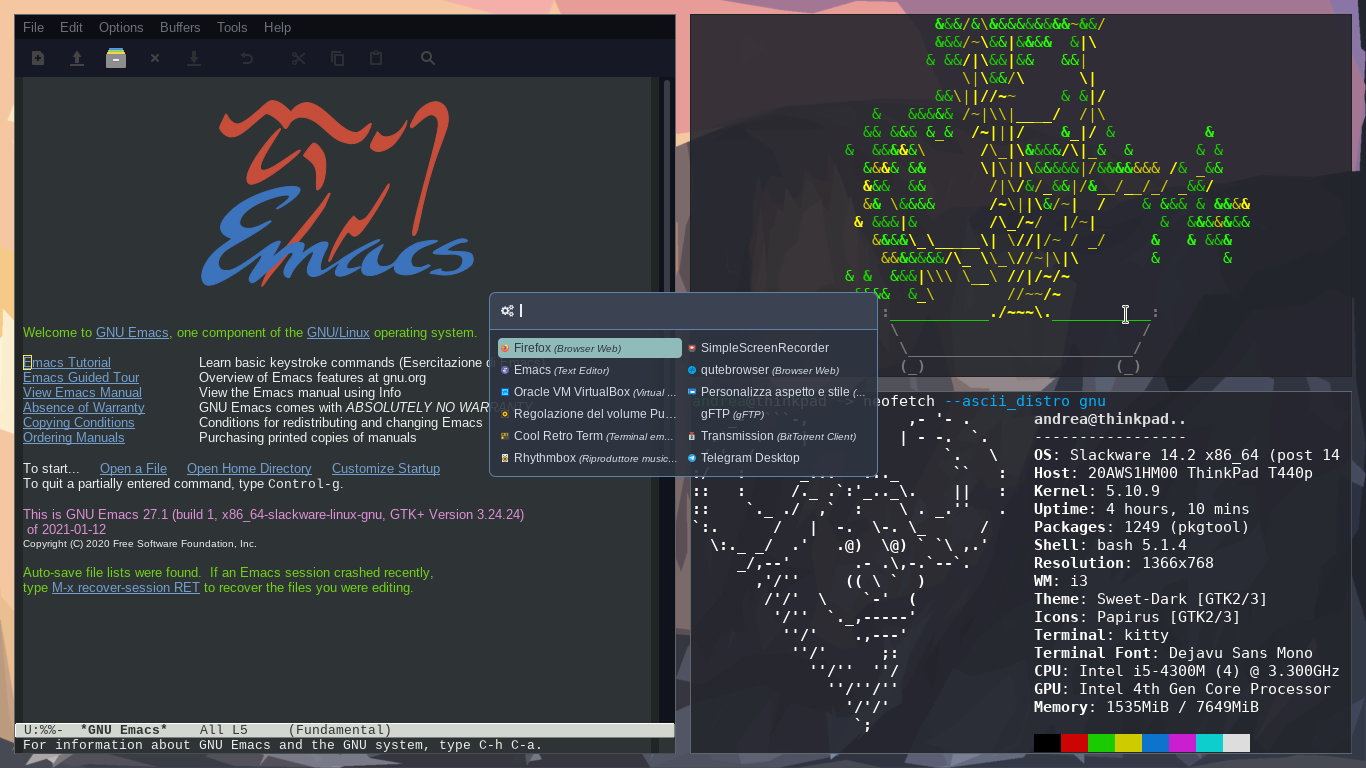 File Edit Options Buffers Tools Help
Emacs
Welcome to GNU Emacs, one component of the GNU/Linux operating system.
Emacs Tutorial Learn basic keystroke commands (Esercitazione di Emacs)
Emacs Guided Tour Overview of Emacs features at gnu.org
View Emacs Manual View the Emacs manual using Info
Absence of Warranty GNU Emacs comes with ABSOLUTELY NO WARRANTY
Copying Conditions Conditions for redistributing and changing Emacs
Ordering Manuals Purchasing printed copies of manuals
To start... Open a File Open Home Directory Customize Startup
To quit a partially entered command, type Control-g.
This is GNU Emacs 27.1 (build 1, x86_64-slackware-linux-gnu, GTK+ Version 3.24.24)
of 2021-01-12
Copyright (C) 2020 Free Software Foundation, Inc.
Auto-save file lists were found. If an Emacs session crashed recently,
type M-x recover-session RET to recover the files you were editing.
U:%%- *GNU Emacs* All L5 (Fundamental)
For information about GNU Emacs and the GNU system, type C-h C-a.
Firefox (Browser Web)
Emacs (Text Editor)
Oracle VM VirtualBox (Virtual ...
Regolazione del volume Pu...
Cool Retro Term (Terminal em...
Rhythmbox (Riproduttore music...
SimpleScreenRecorder
qutebrowser (Browser Web)
Personalizza aspetto e stile (...
gFTP (gFTP)
Transmission (BitTorrent Client)
Telegram Desktop
andrea@thinkpad ~> neofetch --ascii_distro gnu
andrea@thinkpad..
-----------------
OS: Slackware 14.2 x86_64 (post 14
Host: 20AWS1HM00 ThinkPad T440p
Kernel: 5.10.9
Uptime: 4 hours, 10 mins
Packages: 1249 (pkgtool)
Shell: bash 5.1.4
Resolution: 1366x768
WM: i3
Theme: Sweet-Dark [GTK2/3]
Icons: Papirus [GTK2/3]
Terminal: kitty
Terminal Font: Dejavu Sans Mono
CPU: Intel i5-4300M (4) @ 3.300GHz
GPU: Intel 4th Gen Core Processor
Memory: 1535MiB / 7649MiB